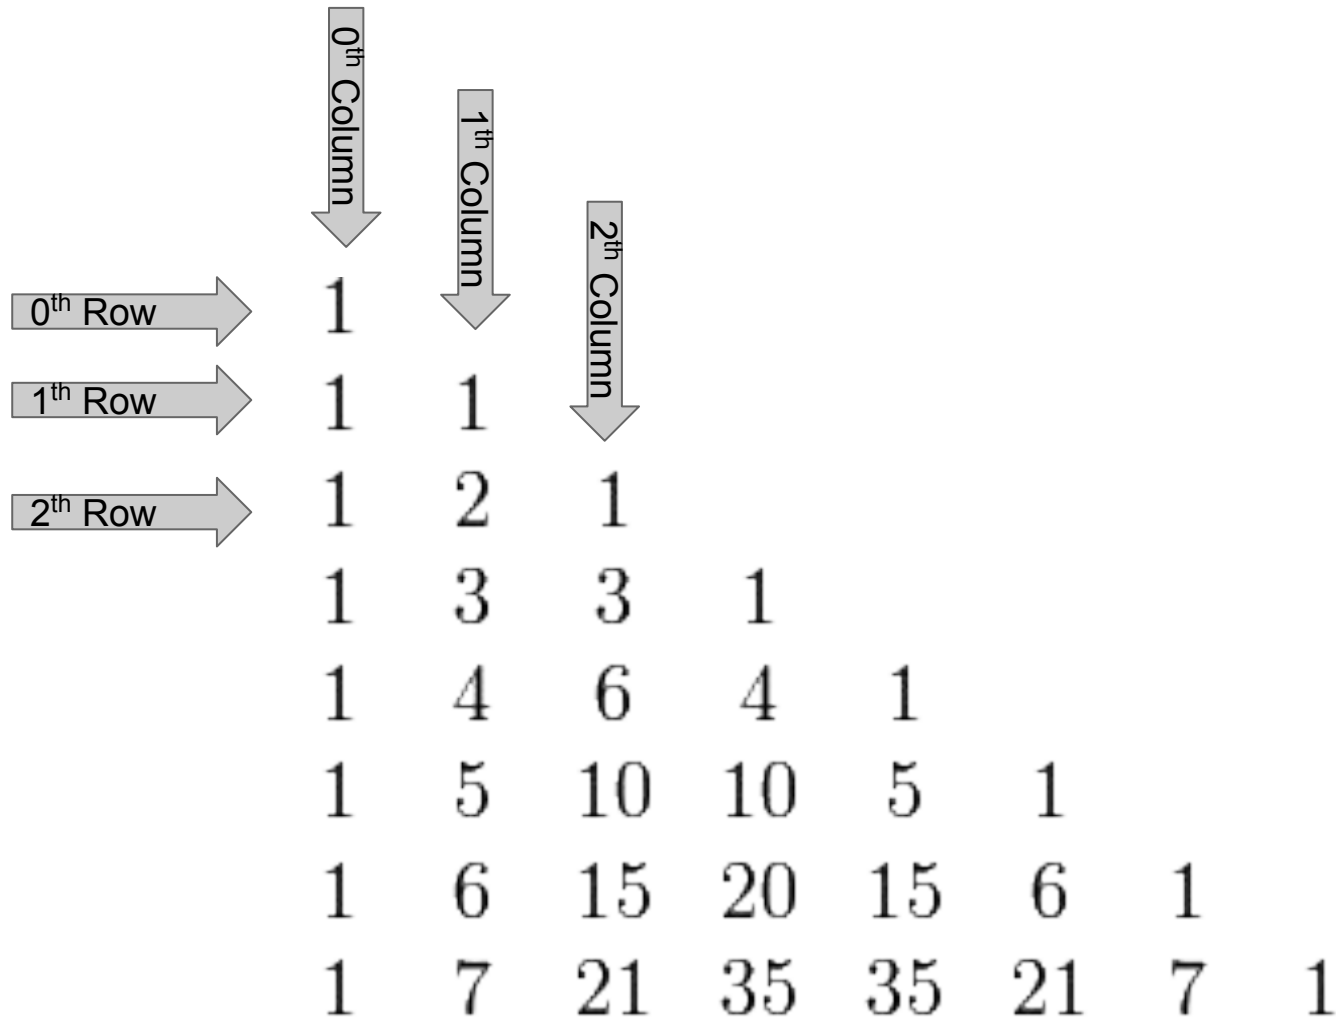 0th Column
1th Column
2th Column
0th Row
1
1th Row
1 1
2th Row
1 2 1
1 3 3 1
1 4 6 4 1
1 5 10 10 5 1
1 6 15 20 15 6 1
1 7 21 35 35 21 7 1